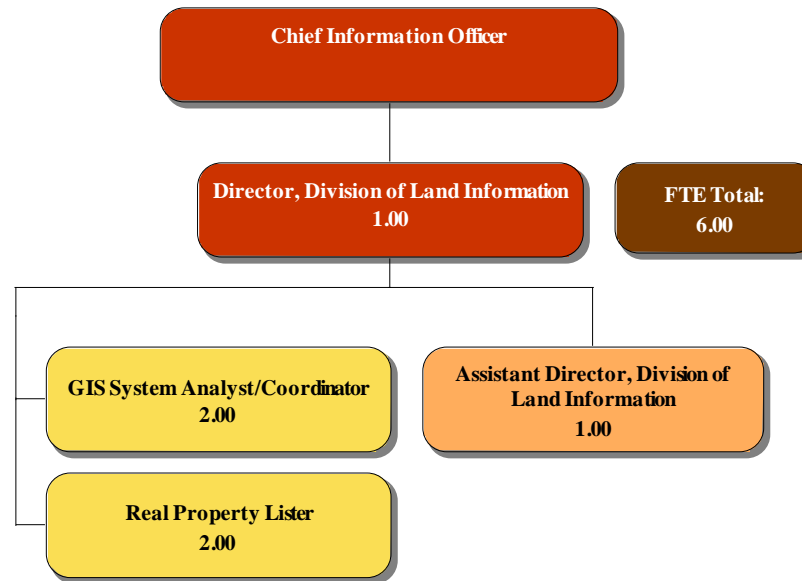 Chief Information Officer
Director, Division of Land Information
1.00
FTE Total:
6.00
GIS System Analyst/Coordinator
2.00
Assistant Director, Division of
Land Information
1.00
Real Property Lister
2.00